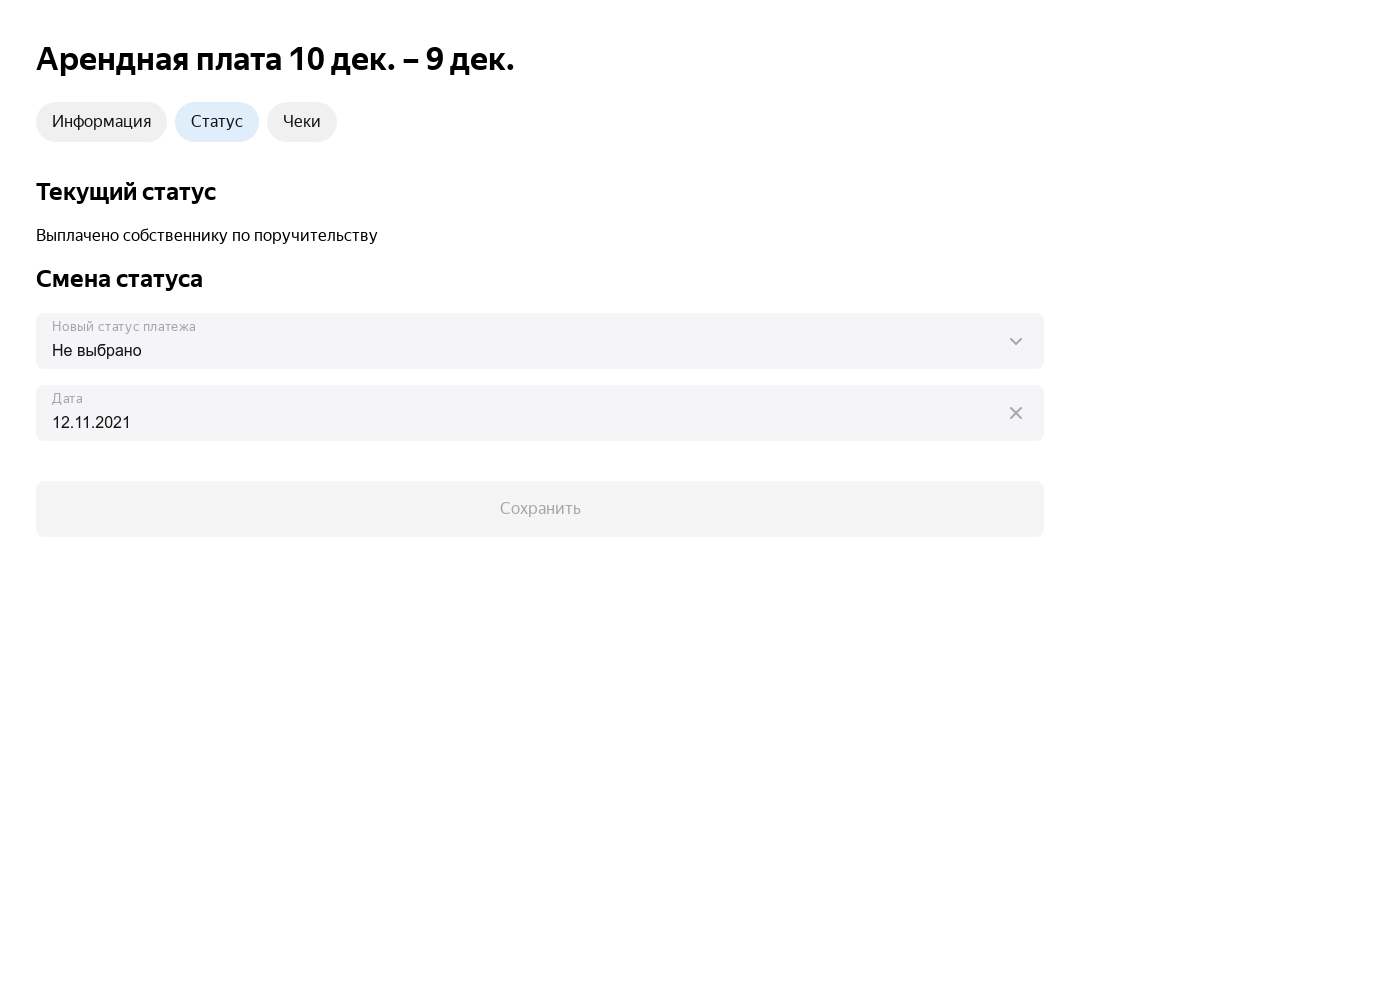 Арендная плата 10 дек. – 9 дек.
Информация
Статус
Чеки
Текущий статус
Выплачено собственнику по поручительству
Смена статуса
Новый статус платежа
Не выбрано
Дата
12.11.2021
Сохранить